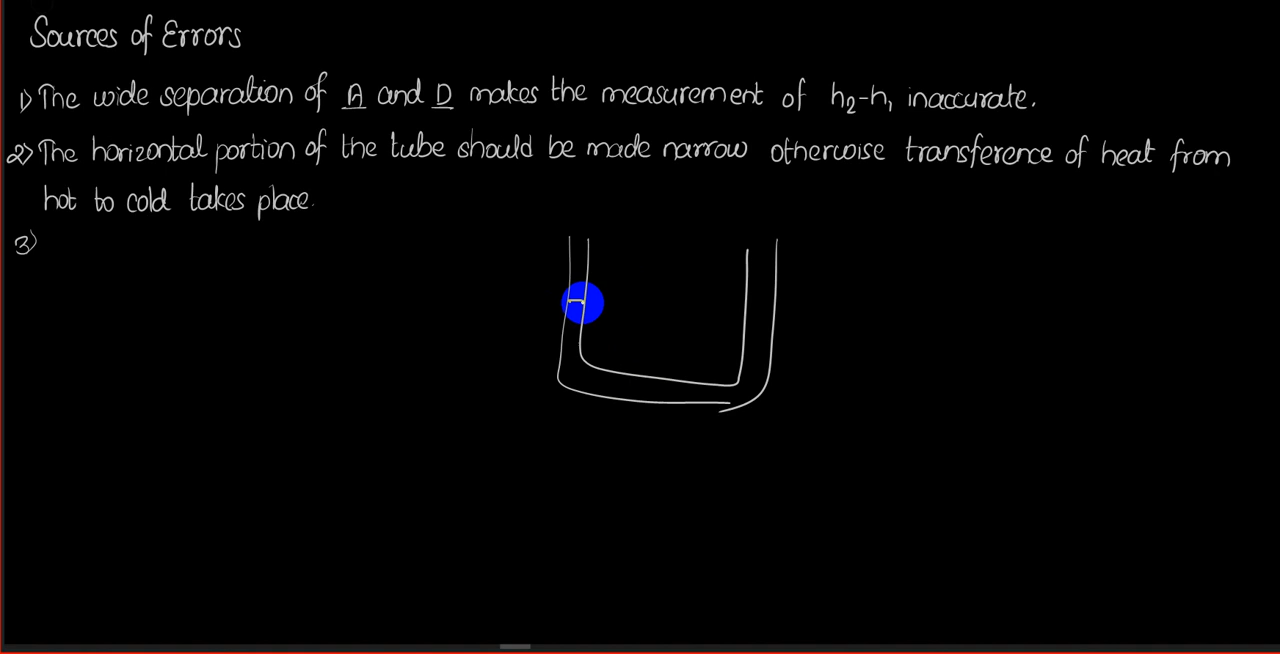 Sources of Errors
1) The wide separation of A and D makes the measurement of h₂-h₁ inaccurate.
2) The horizontal portion of the tube should be made narrow otherwise transference of heat from
hot to cold takes place.
3)